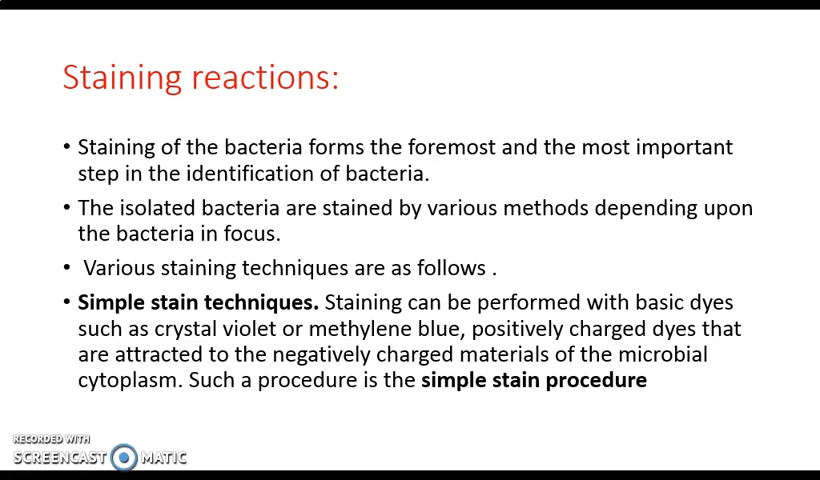 Staining reactions:
• Staining of the bacteria forms the foremost and the most important
step in the identification of bacteria.
• The isolated bacteria are stained by various methods depending upon
the bacteria in focus.
• Various staining techniques are as follows .
• Simple stain techniques. Staining can be performed with basic dyes
such as crystal violet or methylene blue, positively charged dyes that
are attracted to the negatively charged materials of the microbial
cytoplasm. Such a procedure is the simple stain procedure
RECORDED WITH
SCREENCAST MATIC